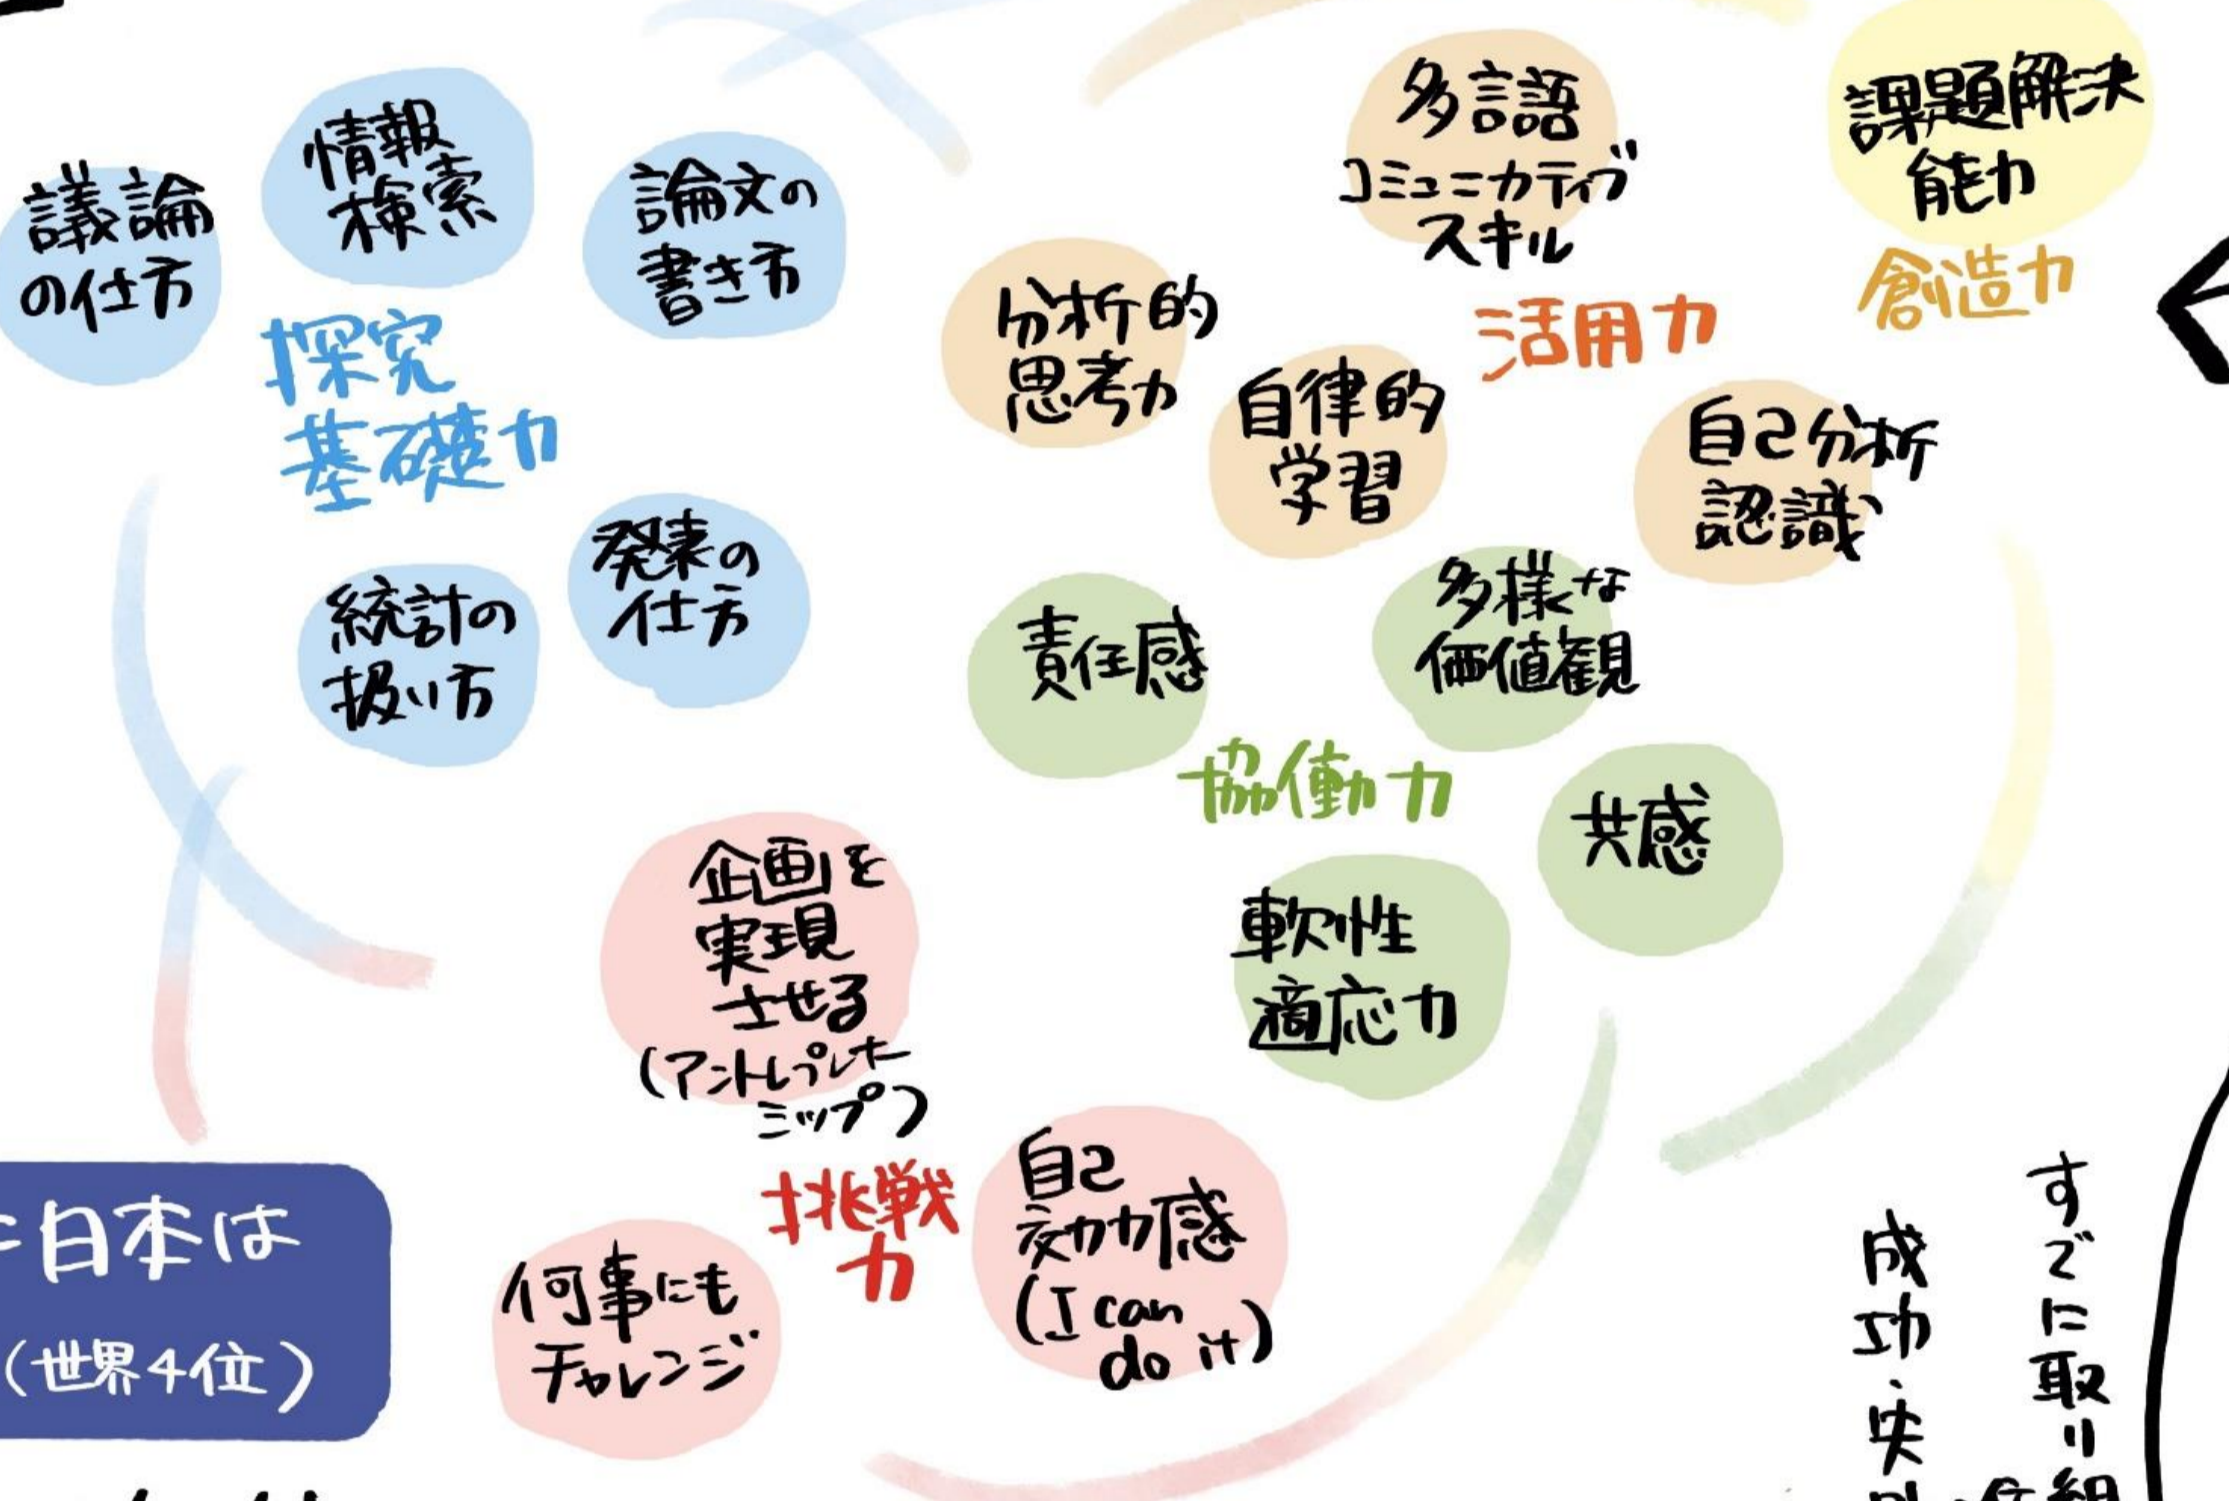 議論
の仕方
情報
検索
論文の
書き方
探究
基礎力
統計の
扱い方
発表の
仕方
多言語
コミュニカティブ
スキル
分析的
思考力
自律的
学習
活用力
自己分析
認識
課題解決
能力
創造力
責任感
多様な
価値観
協働力
共感
軟性
適応力
企画を
実現
させる
(アントレプレナー
シップ)
挑戦
力
自己
効力感
(I can
do it)
何事にも
チャレンジ
日本は
(世界4位)
すでに取り組
成功・失